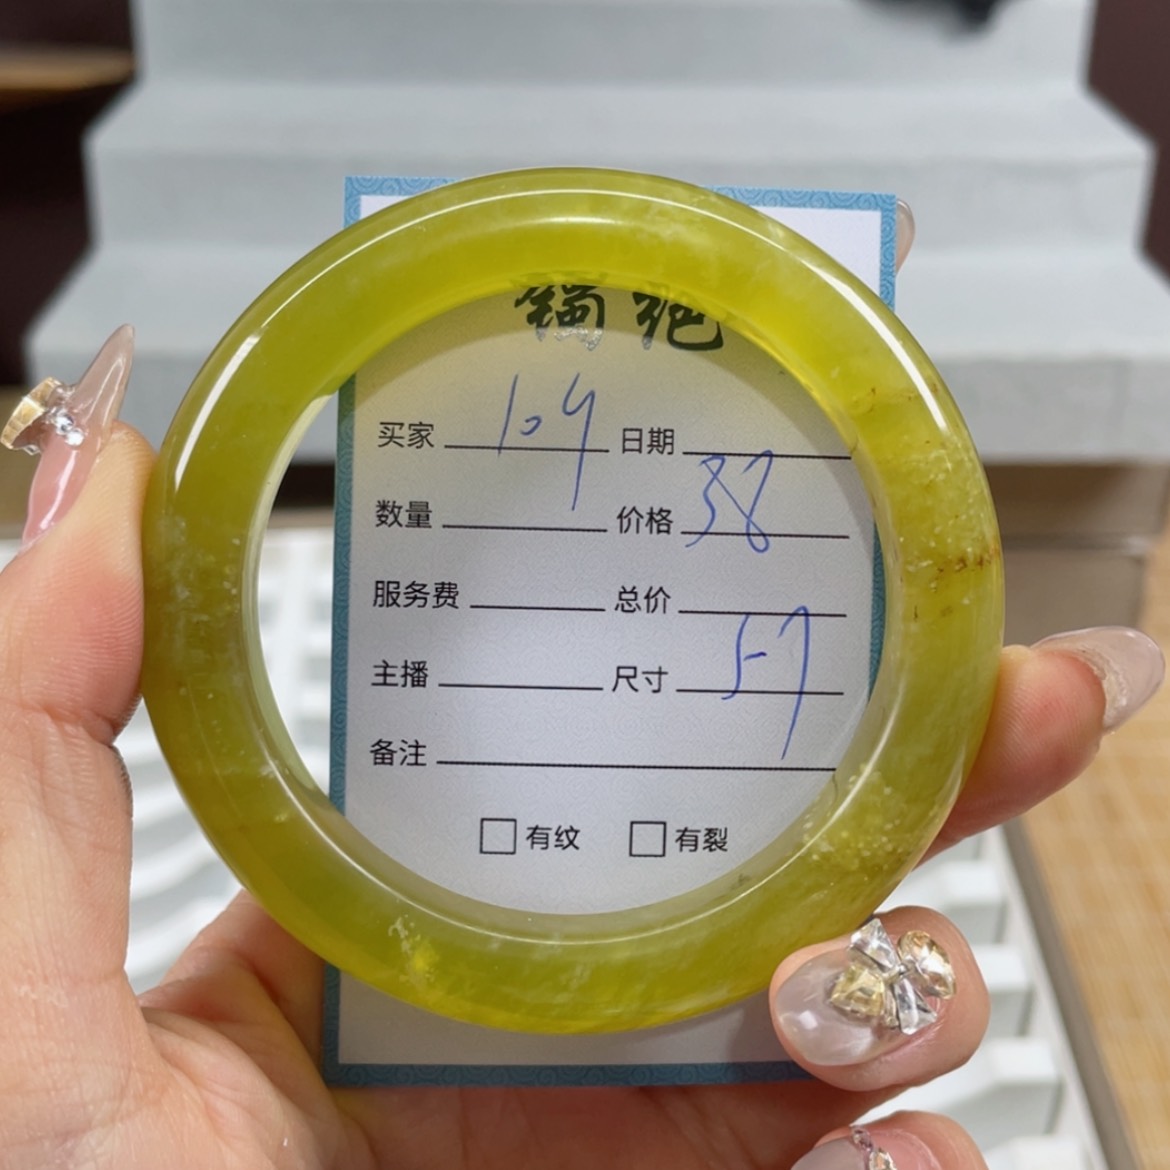 买家 104 日期
数量 价格 38
服务费 总价
主播 尺寸 57
备注
有纹 有裂